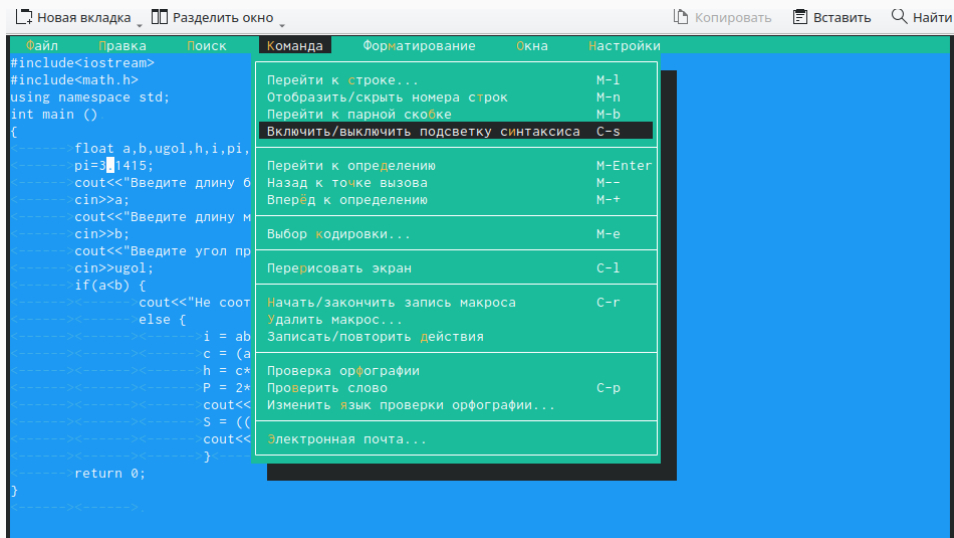 Новая вкладка Разделить окно Копировать Вставить Найти
Файл Правка Поиск Команда Форматирование Окна Настройки
#include<iostream>
#include<math.h>
using namespace std;
int main ()
{
<------>float a,b,ugol,h,i,pi,
<------>pi=3.1415;
<------>cout<<"Введите длину б
<------>cin>>a;
<------>cout<<"Введите длину м
<------>cin>>b;
<------>cout<<"Введите угол пр
<------>cin>>ugol;
<------>if(a<b) {
<------><------>cout<<"Не соот
<------><------>else {
<------><------><------>i = ab
<------><------><------>c = (a
<------><------><------>h = c*
<------><------><------>P = 2*
<------><------><------>cout<<
<------><------><------>S = ((
<------><------><------>cout<<
<------><------><------>}<----
<------>return 0;
}
<------><------>.
Перейти к строке... M-l
Отобразить/скрыть номера строк M-n
Перейти к парной скобке M-b
Включить/выключить подсветку синтаксиса C-s
Перейти к определению M-Enter
Назад к точке вызова M--
Вперёд к определению M-+
Выбор кодировки... M-e
Перерисовать экран C-l
Начать/закончить запись макроса C-r
Удалить макрос...
Записать/повторить действия
Проверка орфографии
Проверить слово C-p
Изменить язык проверки орфографии...
Электронная почта...